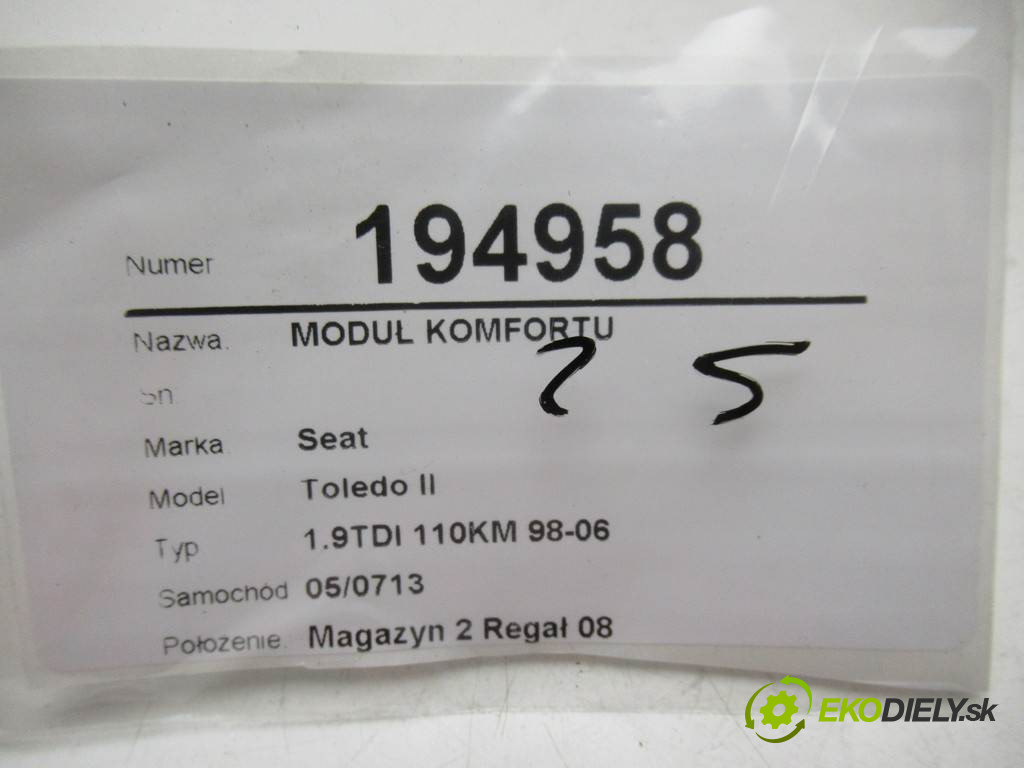 Numer 194958
Nazwa. MODUŁ KOMFORTU
2 5
Sn.
Marka Seat
Model Toledo II
Typ 1.9TDI 110KM 98-06
Samochód 05/0713
Położenie. Magazyn 2 Regał 08
EKODIELY.sk